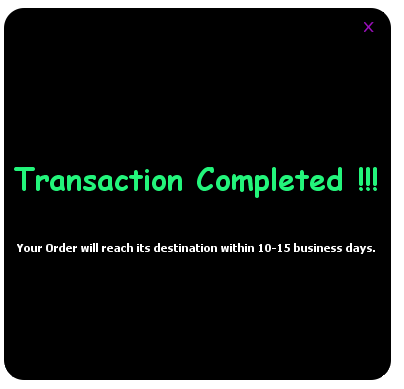 X
Transaction Completed !!!
Your Order will reach its destination within 10-15 business days.